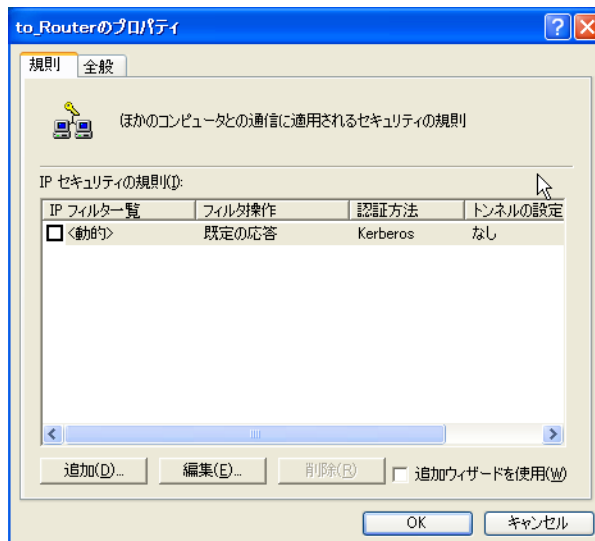 to_Routerのプロパティ
規則 全般
ほかのコンピュータとの通信に適用されるセキュリティの規則
IP セキュリティの規則(I):
IP フィルタ一覧 フィルタ操作 認証方法 トンネルの設定
<動的> 既定の応答 Kerberos なし
追加(D)... 編集(E)... 削除(R) 追加ウィザードを使用(W)
OK キャンセル